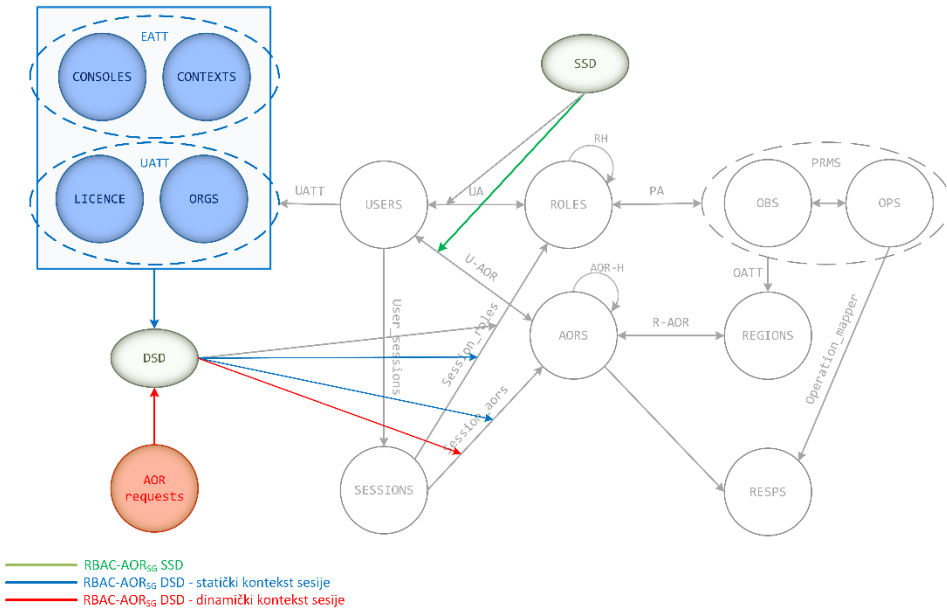 EATT
CONSOLES
CONTEXTS
UATT
LICENCE
ORGS
SSD
UATT
USERS
UA
RH
ROLES
PA
PRMS
OBS
OPS
U-AOR
User_sessions
Session_roles
AOR-H
AORS
R-AOR
OATT
REGIONS
Operation_mapper
DSD
Session_aors
AOR
requests
SESSIONS
RESPS
RBAC-AORSG SSD
RBAC-AORSG DSD - statički kontekst sesije
RBAC-AORSG DSD - dinamički kontekst sesije